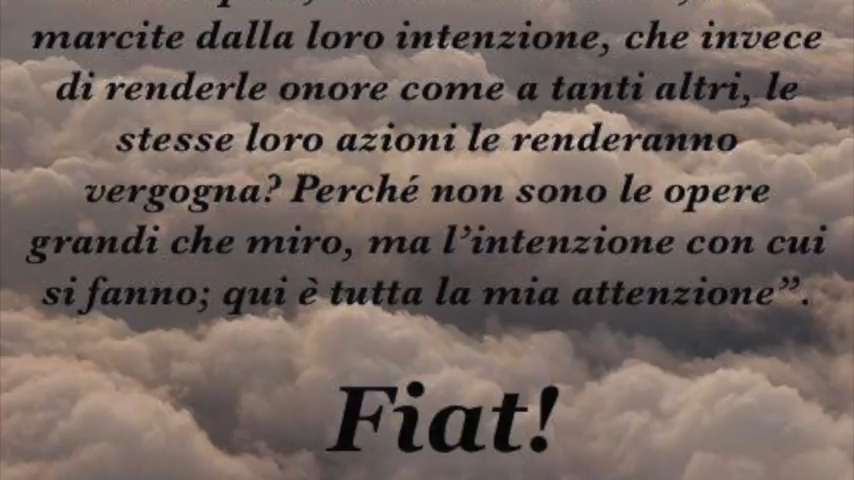 marcite dalla loro intenzione, che invece
di renderle onore come a tanti altri, le
stesse loro azioni le renderanno
vergogna? Perché non sono le opere
grandi che miro, ma l’intenzione con cui
si fanno; qui è tutta la mia attenzione”.
Fiat!